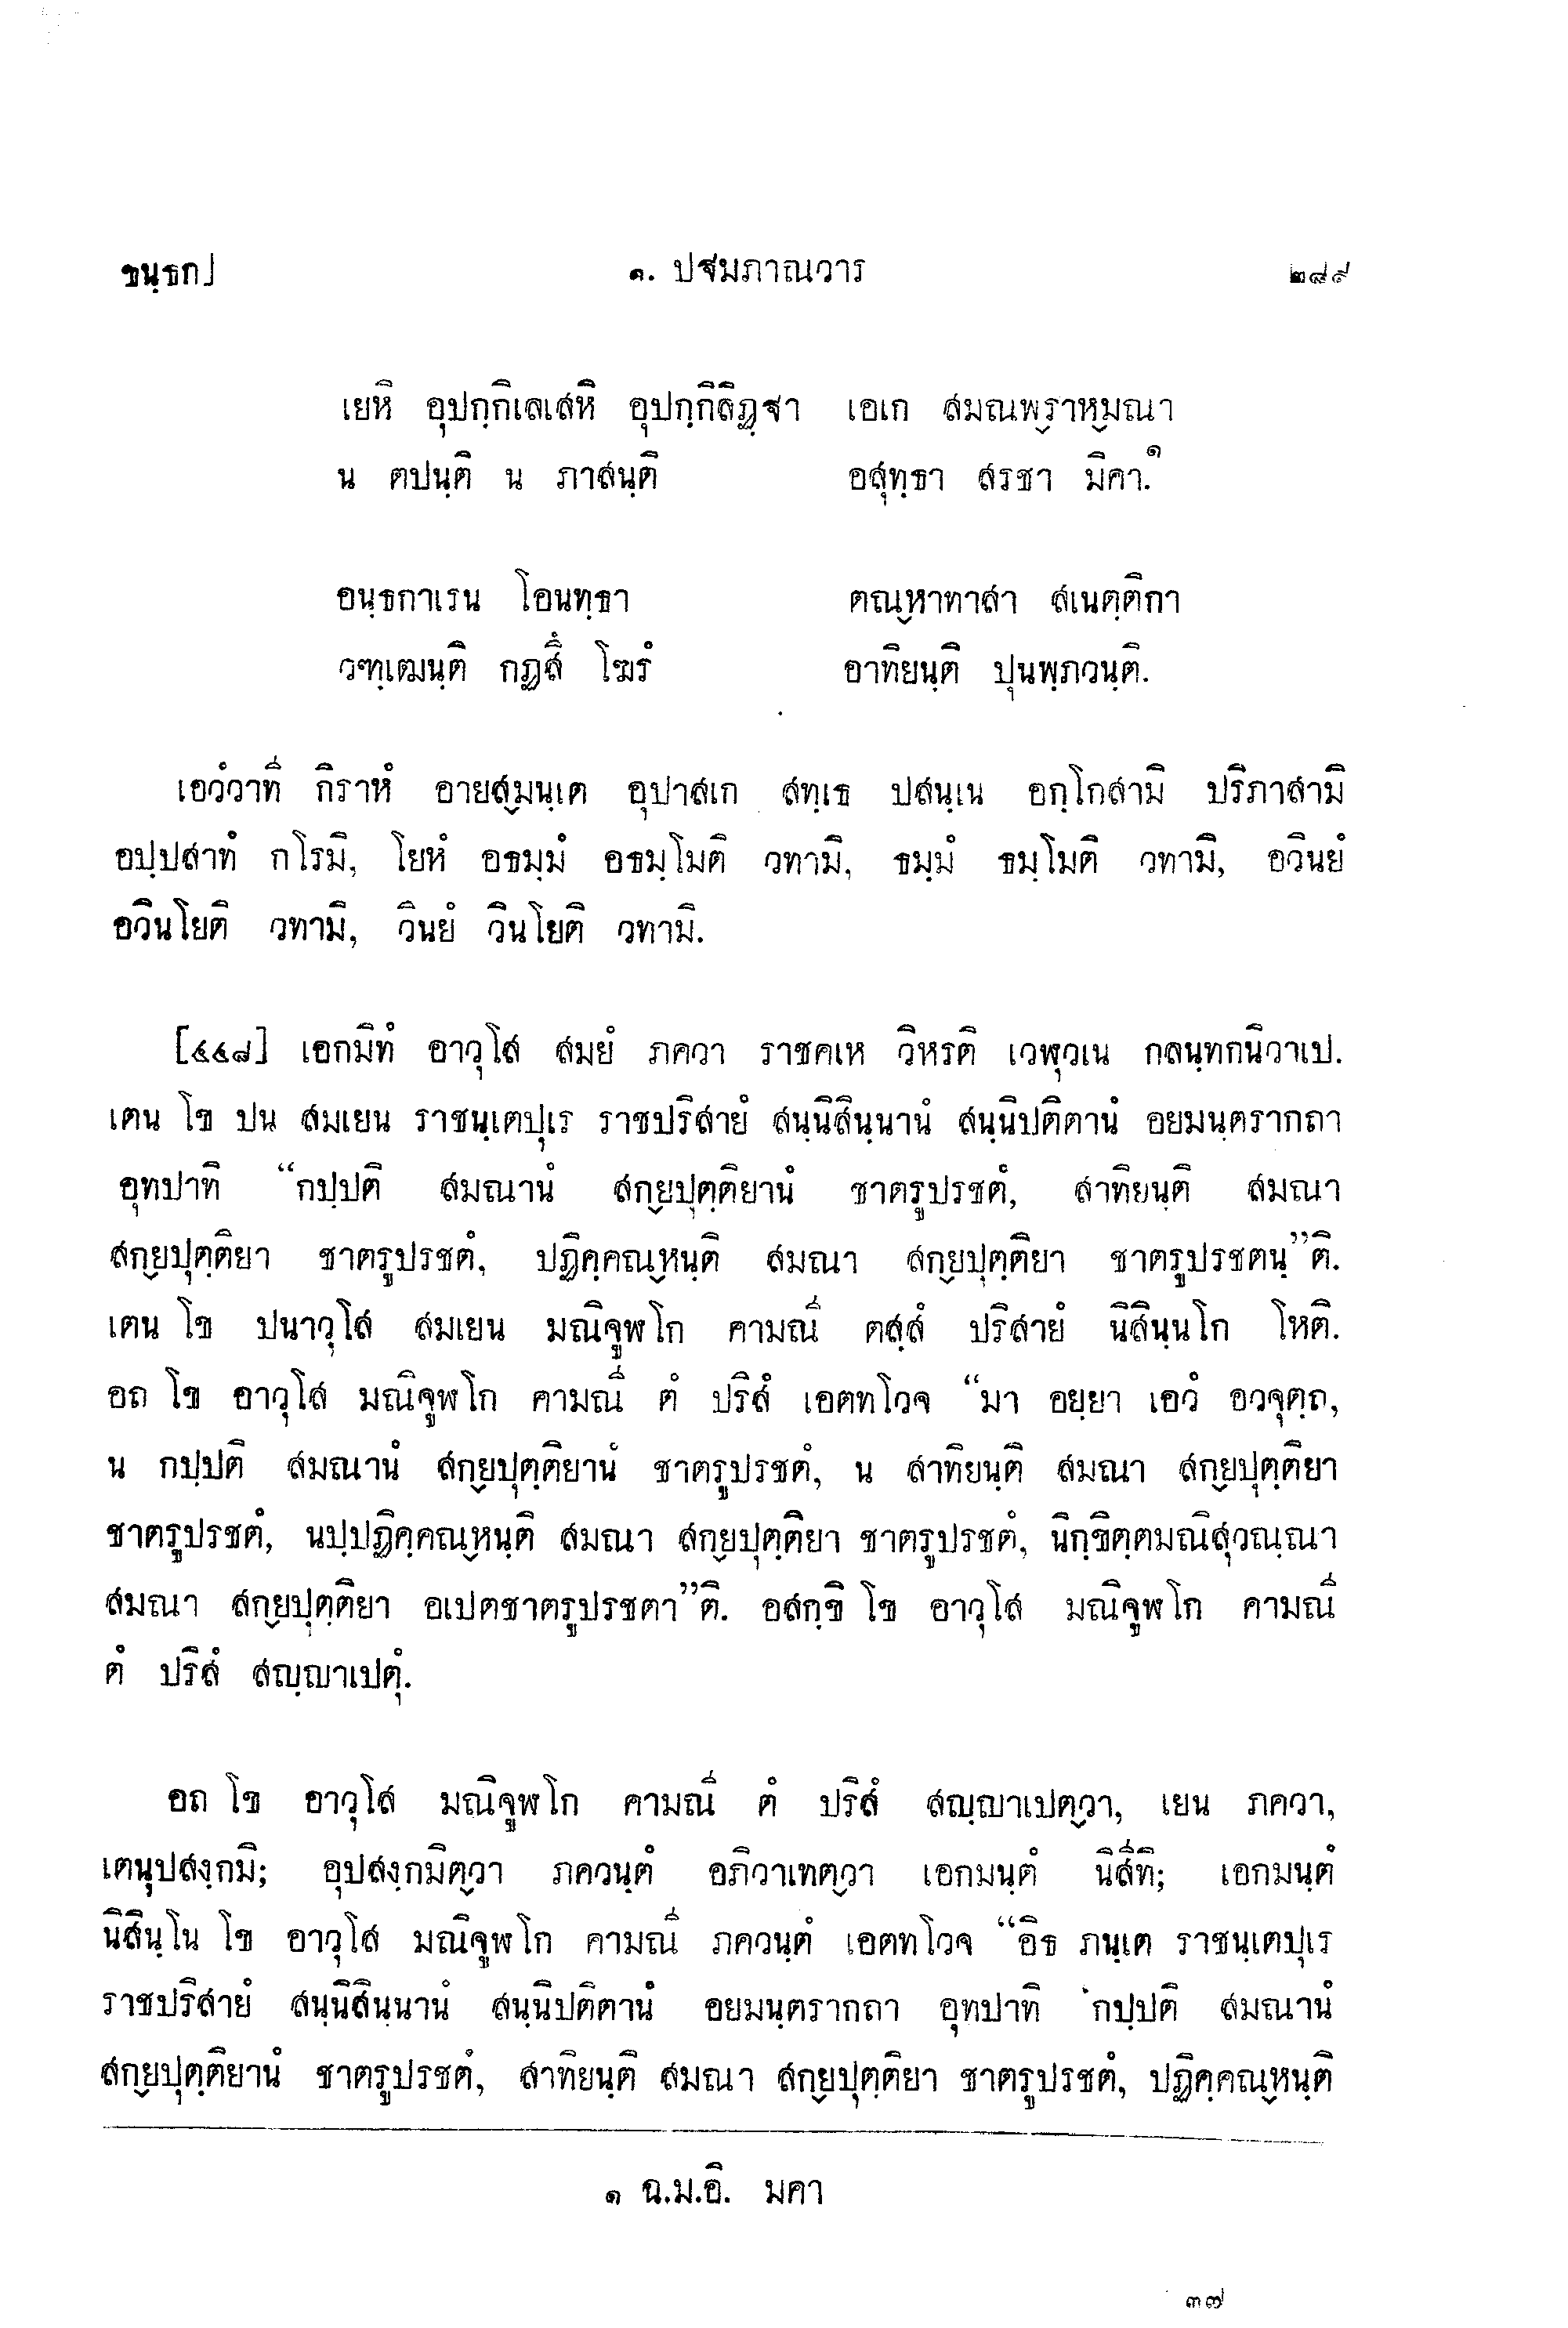 ขนฺธก]
๑. ปฐมภาณวาร
๒๘๙
เยหิ อุปกฺกิเลเสหิ อุปกฺกิลิฏฺฐา เอเก สมณพฺราหฺมณา
น ตปนฺติ น ภาสนฺติ อสุทฺธา สรชา มิคา.๑
อนฺธกาเรน โอนทฺธา ตณฺหาทาสา สเนตฺติกา
วฑฺเฒนฺติ กฏสึ โฆรํ อาทิยนฺติ ปุนพฺภวนฺติ.
เอวํวาที กิราหํ อายสฺมนฺเต อุปาสเก สทฺเธ ปสนฺเน อกฺโกสามิ ปริภาสามิ
อปฺปสาทํ กโรมิ, โยหํ อธมฺมํ อธมฺโมติ วทามิ, ธมฺมํ ธมฺโมติ วทามิ, อวินยํ
อวินโยติ วทามิ, วินยํ วินโยติ วทามิ.
[๔๔๘] เอกมิทํ อาวุโส สมยํ ภควา ราชคเห วิหรติ เวฬุวเน กลนฺทกนิวาเป.
เตน โข ปน สมเยน ราชนฺเตปุเร ราชปริสายํ สนฺนิสินฺนานํ สนฺนิปติตานํ อยมนฺตรากถา
อุทปาทิ “กปฺปติ สมณานํ สกฺยปุตฺติยานํ ชาตรูปรชตํ, สาทิยนฺติ สมณา
สกฺยปุตฺติยา ชาตรูปรชตํ, ปฏิคฺคณฺหนฺติ สมณา สกฺยปุตฺติยา ชาตรูปรชตนฺ”ติ.
เตน โข ปนาวุโส สมเยน มณิจูฬโก คามณี ตสฺสํ ปริสายํ นิสินฺนโก โหติ.
อถ โข อาวุโส มณิจูฬโก คามณี ตํ ปริสํ เอตทโวจ “มา อยฺยา เอวํ อวจุตฺถ,
น กปฺปติ สมณานํ สกฺยปุตฺติยานํ ชาตรูปรชตํ, น สาทิยนฺติ สมณา สกฺยปุตฺติยา
ชาตรูปรชตํ, นปฺปฏิคฺคณฺหนฺติ สมณา สกฺยปุตฺติยา ชาตรูปรชตํ, นิกฺขิตฺตมณิสุวณฺณา
สมณา สกฺยปุตฺติยา อเปตชาตรูปรชตา”ติ. อสกฺขิ โข อาวุโส มณิจูฬโก คามณี
ตํ ปริสํ สญฺญาเปตุํ.
อถ โข อาวุโส มณิจูฬโก คามณี ตํ ปริสํ สญฺญาเปตฺวา, เยน ภควา,
เตนุปสงฺกมิ; อุปสงฺกมิตฺวา ภควนฺตํ อภิวาเทตฺวา เอกมนฺตํ นิสีทิ; เอกมนฺตํ
นิสินฺโน โข อาวุโส มณิจูฬโก คามณี ภควนฺตํ เอตทโวจ “อิธ ภนฺเต ราชนฺเตปุเร
ราชปริสายํ สนฺนิสินฺนานํ สนฺนิปติตานํ อยมนฺตรากถา อุทปาทิ ‘กปฺปติ สมณานํ
สกฺยปุตฺติยานํ ชาตรูปรชตํ, สาทิยนฺติ สมณา สกฺยปุตฺติยา ชาตรูปรชตํ, ปฏิคฺคณฺหนฺติ
๑ ฉ.ม.อิ. มคา
๓๗